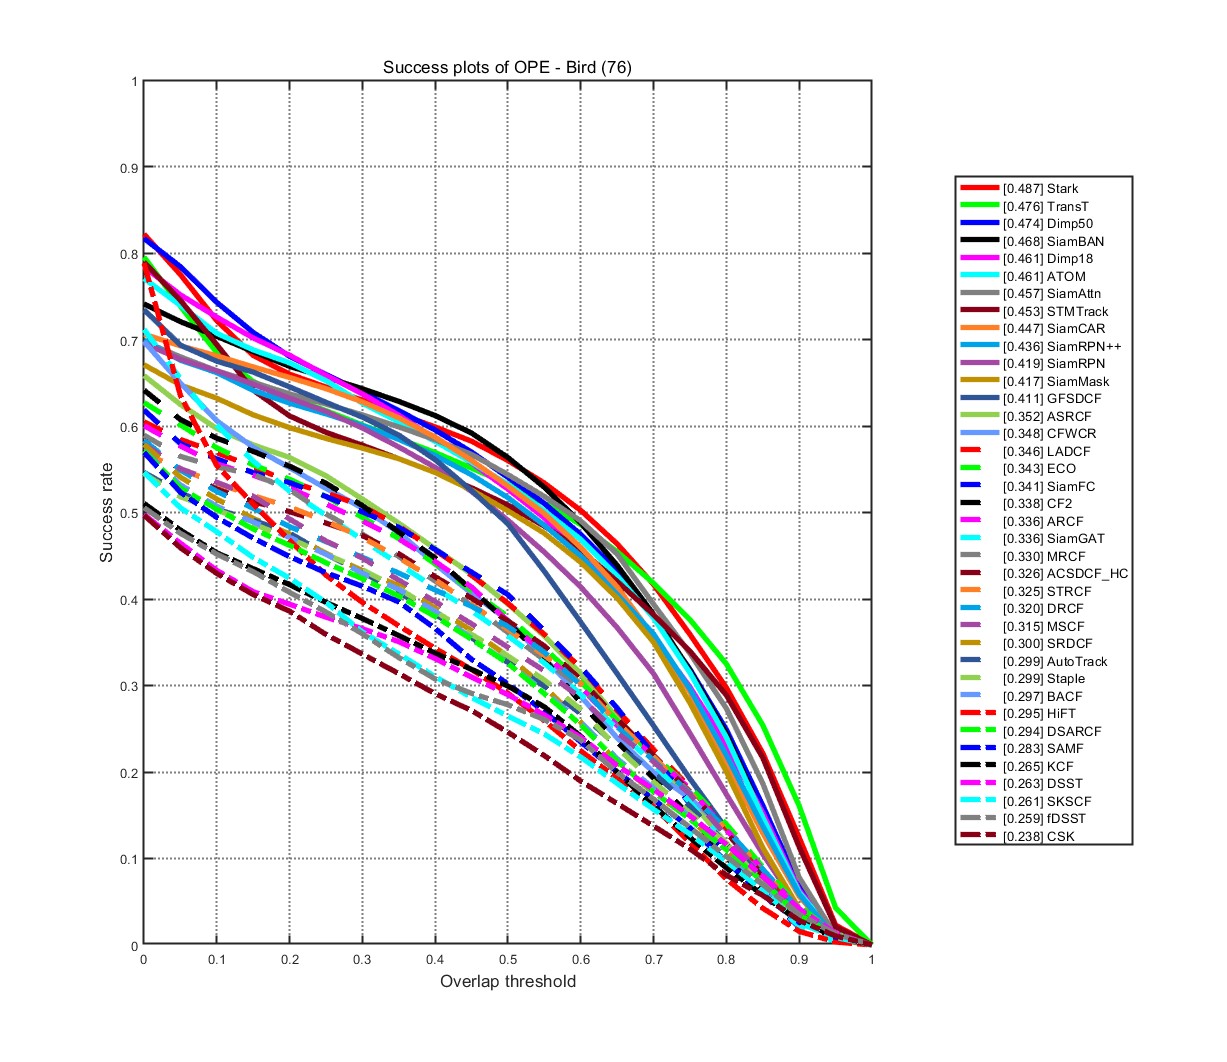 Success plots of OPE - Bird (76)
1
0.9
0.8
0.7
0.6
0.5
0.4
0.3
0.2
0.1
0
Success rate
0 0.1 0.2 0.3 0.4 0.5 0.6 0.7 0.8 0.9 1
Overlap threshold
[0.487] Stark
[0.476] TransT
[0.474] Dimp50
[0.468] SiamBAN
[0.461] Dimp18
[0.461] ATOM
[0.457] SiamAttn
[0.453] STMTrack
[0.447] SiamCAR
[0.436] SiamRPN++
[0.419] SiamRPN
[0.417] SiamMask
[0.411] GFSDCF
[0.352] ASRCF
[0.348] CFWCR
[0.346] LADCF
[0.343] ECO
[0.341] SiamFC
[0.338] CF2
[0.336] ARCF
[0.336] SiamGAT
[0.330] MRCF
[0.326] ACSDCF_HC
[0.325] STRCF
[0.320] DRCF
[0.315] MSCF
[0.300] SRDCF
[0.299] AutoTrack
[0.299] Staple
[0.297] BACF
[0.295] HiFT
[0.294] DSARCF
[0.283] SAMF
[0.265] KCF
[0.263] DSST
[0.261] SKSCF
[0.259] fDSST
[0.238] CSK